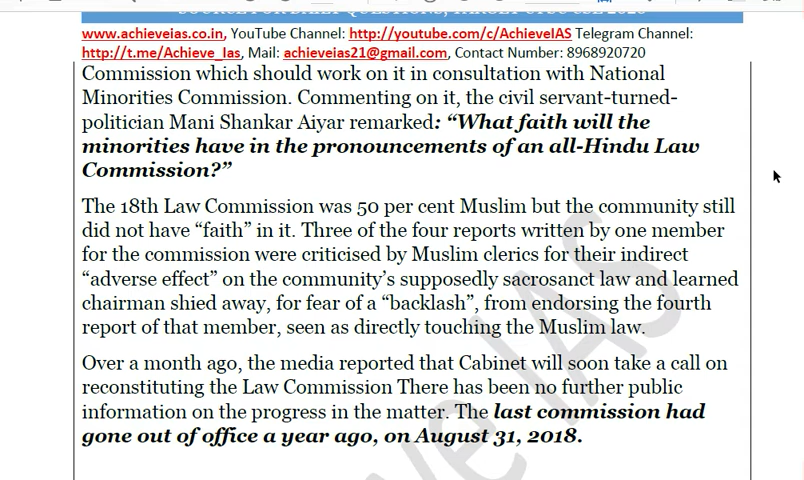 www.achieveias.co.in, YouTube Channel: http://youtube.com/c/AchieveIAS Telegram Channel:
http://t.me/Achieve_Ias, Mail: achieveias21@gmail.com, Contact Number: 8968920720
Commission which should work on it in consultation with National
Minorities Commission. Commenting on it, the civil servant-turned-
politician Mani Shankar Aiyar remarked: “What faith will the
minorities have in the pronouncements of an all-Hindu Law
Commission?”
The 18th Law Commission was 50 per cent Muslim but the community still
did not have “faith” in it. Three of the four reports written by one member
for the commission were criticised by Muslim clerics for their indirect
“adverse effect” on the community’s supposedly sacrosanct law and learned
chairman shied away, for fear of a “backlash”, from endorsing the fourth
report of that member, seen as directly touching the Muslim law.
Over a month ago, the media reported that Cabinet will soon take a call on
reconstituting the Law Commission There has been no further public
information on the progress in the matter. The last commission had
gone out of office a year ago, on August 31, 2018.